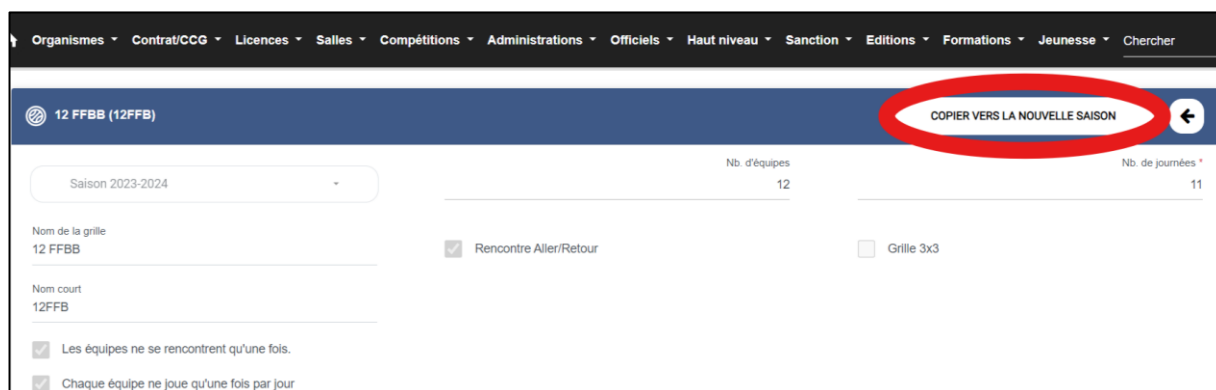 Organismes Contrat/CCG Licences Salles Compétitions Administrations Officiels Haut niveau Sanction Editions Formations Jeunesse Chercher
12 FFBB (12FFB) COPIER VERS LA NOUVELLE SAISON
Nb. d'équipes Nb. de journées *
Saison 2023-2024 12 11
Nom de la grille
12 FFBB Rencontre Aller/Retour Grille 3x3
Nom court
12FFB
Les équipes ne se rencontrent qu'une fois.
Chaque équipe ne joue qu'une fois par jour